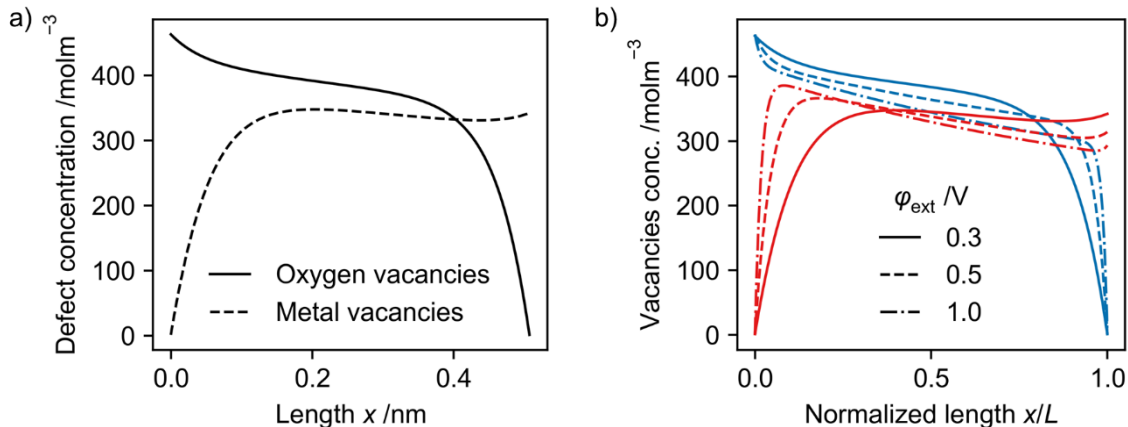 a)
Defect concentration /molm⁻³
400
300
200
100
0
Oxygen vacancies
Metal vacancies
0.0
0.2
0.4
Length x /nm
b)
Vacancies conc. /molm⁻³
400
300
200
100
0
φext /V
0.3
0.5
1.0
0.0
0.5
1.0
Normalized length x/L